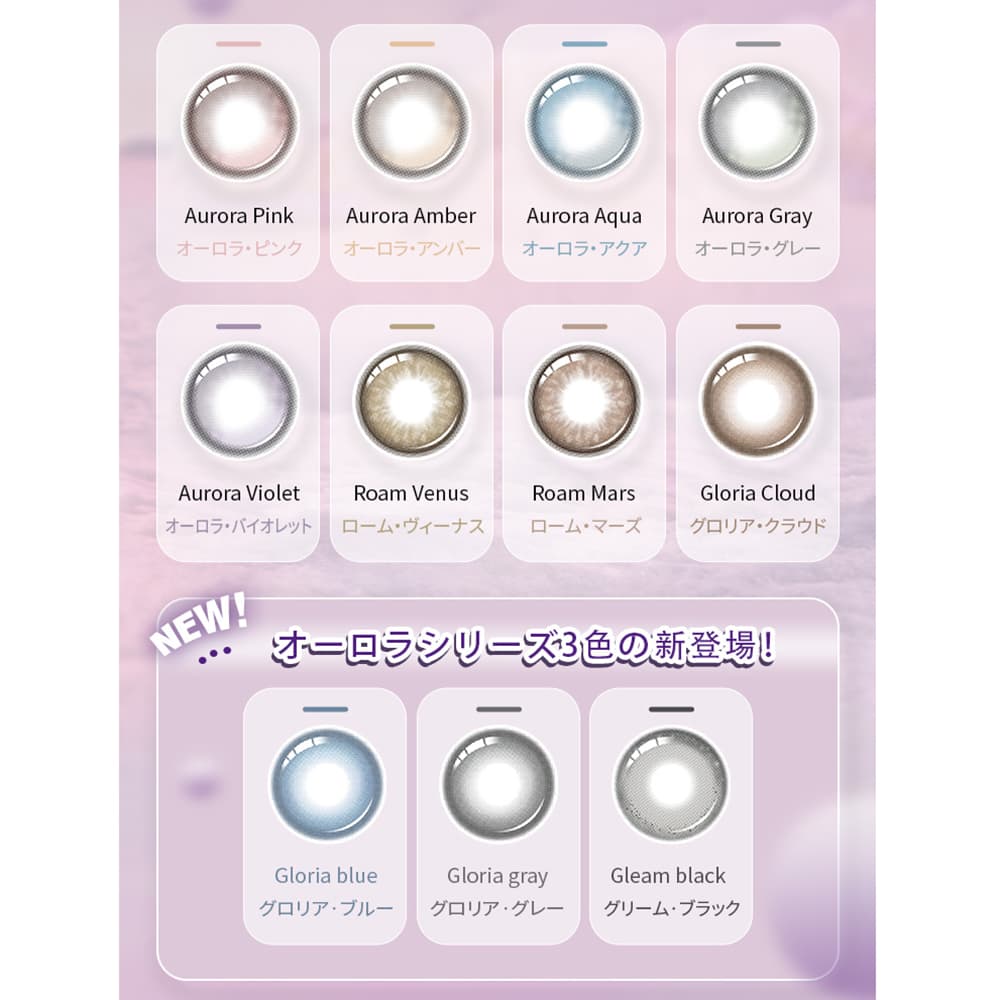 Aurora Pink
オーロラ・ピンク
Aurora Amber
オーロラ・アンバー
Aurora Aqua
オーロラ・アクア
Aurora Gray
オーロラ・グレー
Aurora Violet
オーロラ・バイオレット
Roam Venus
ローム・ヴィーナス
Roam Mars
ローム・マーズ
Gloria Cloud
グロリア・クラウド
NEW!
オーロラシリーズ3色の新登場!
Gloria blue
グロリア・ブルー
Gloria gray
グロリア・グレー
Gleam black
グリーム・ブラック